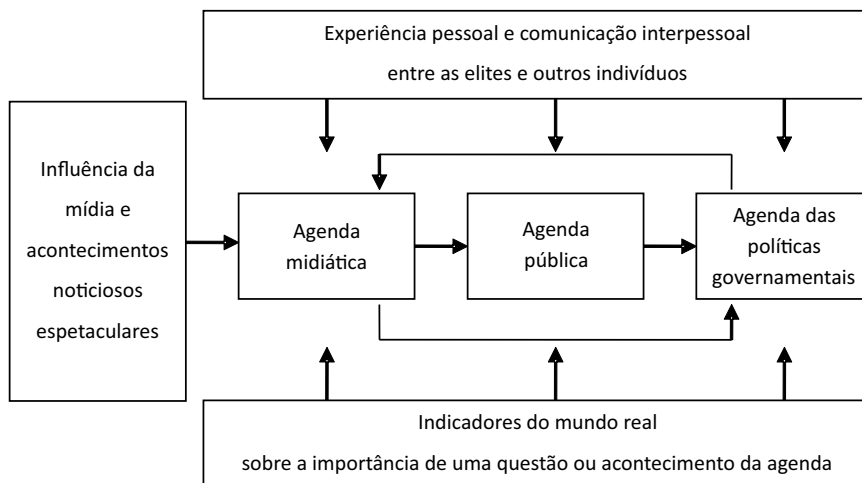 Experiência pessoal e comunicação interpessoal
entre as elites e outros indivíduos
Influência da
mídia e
acontecimentos
noticiosos
espetaculares
Agenda
midiática
Agenda
pública
Agenda das
políticas
governamentais
Indicadores do mundo real
sobre a importância de uma questão ou acontecimento da agenda